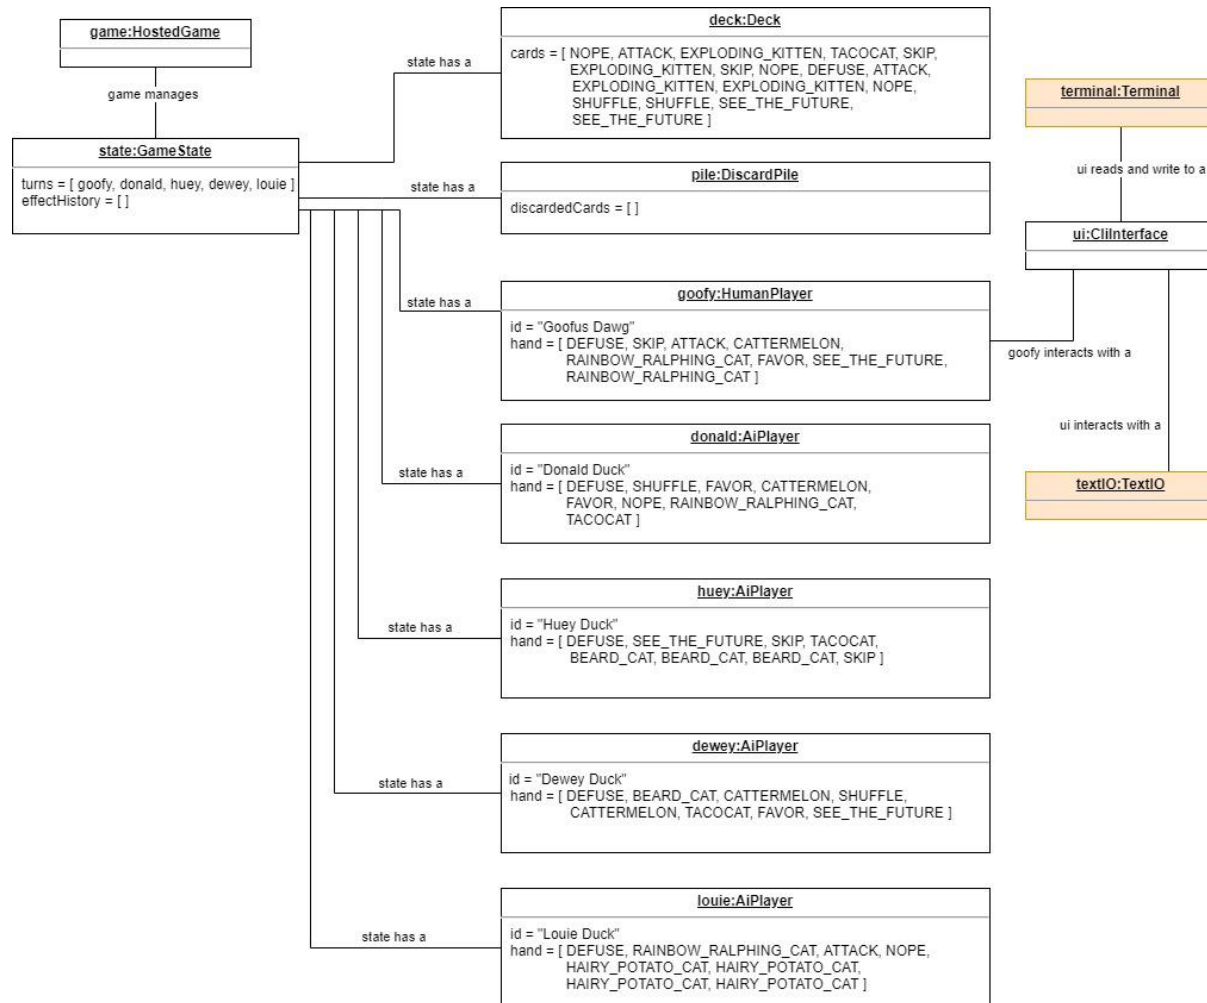 game:HostedGame
game manages
state:GameState
turns = [ goofy, donald, huey, dewey, louie ]
effectHistory = [ ]
state has a
deck:Deck
cards = [ NOPE, ATTACK, EXPLODING_KITTEN, TACOCAT, SKIP,
EXPLODING_KITTEN, SKIP, NOPE, DEFUSE, ATTACK,
EXPLODING_KITTEN, EXPLODING_KITTEN, NOPE,
SHUFFLE, SHUFFLE, SEE_THE_FUTURE,
SEE_THE_FUTURE ]
state has a
pile:DiscardPile
discardedCards = [ ]
state has a
goofy:HumanPlayer
id = "Goofus Dawg"
hand = [ DEFUSE, SKIP, ATTACK, CATTERMELON,
RAINBOW_RALPHING_CAT, FAVOR, SEE_THE_FUTURE,
RAINBOW_RALPHING_CAT ]
state has a
donald:AiPlayer
id = "Donald Duck"
hand = [ DEFUSE, SHUFFLE, FAVOR, CATTERMELON,
FAVOR, NOPE, RAINBOW_RALPHING_CAT,
TACOCAT ]
state has a
huey:AiPlayer
id = "Huey Duck"
hand = [ DEFUSE, SEE_THE_FUTURE, SKIP, TACOCAT,
BEARD_CAT, BEARD_CAT, BEARD_CAT, SKIP ]
state has a
dewey:AiPlayer
id = "Dewey Duck"
hand = [ DEFUSE, BEARD_CAT, CATTERMELON, SHUFFLE,
CATTERMELON, TACOCAT, FAVOR, SEE_THE_FUTURE ]
state has a
louie:AiPlayer
id = "Louie Duck"
hand = [ DEFUSE, RAINBOW_RALPHING_CAT, ATTACK, NOPE,
HAIRY_POTATO_CAT, HAIRY_POTATO_CAT,
HAIRY_POTATO_CAT, HAIRY_POTATO_CAT ]
terminal:Terminal
ui reads and write to a
ui:CliInterface
goofy interacts with a
ui interacts with a
textIO:TextIO